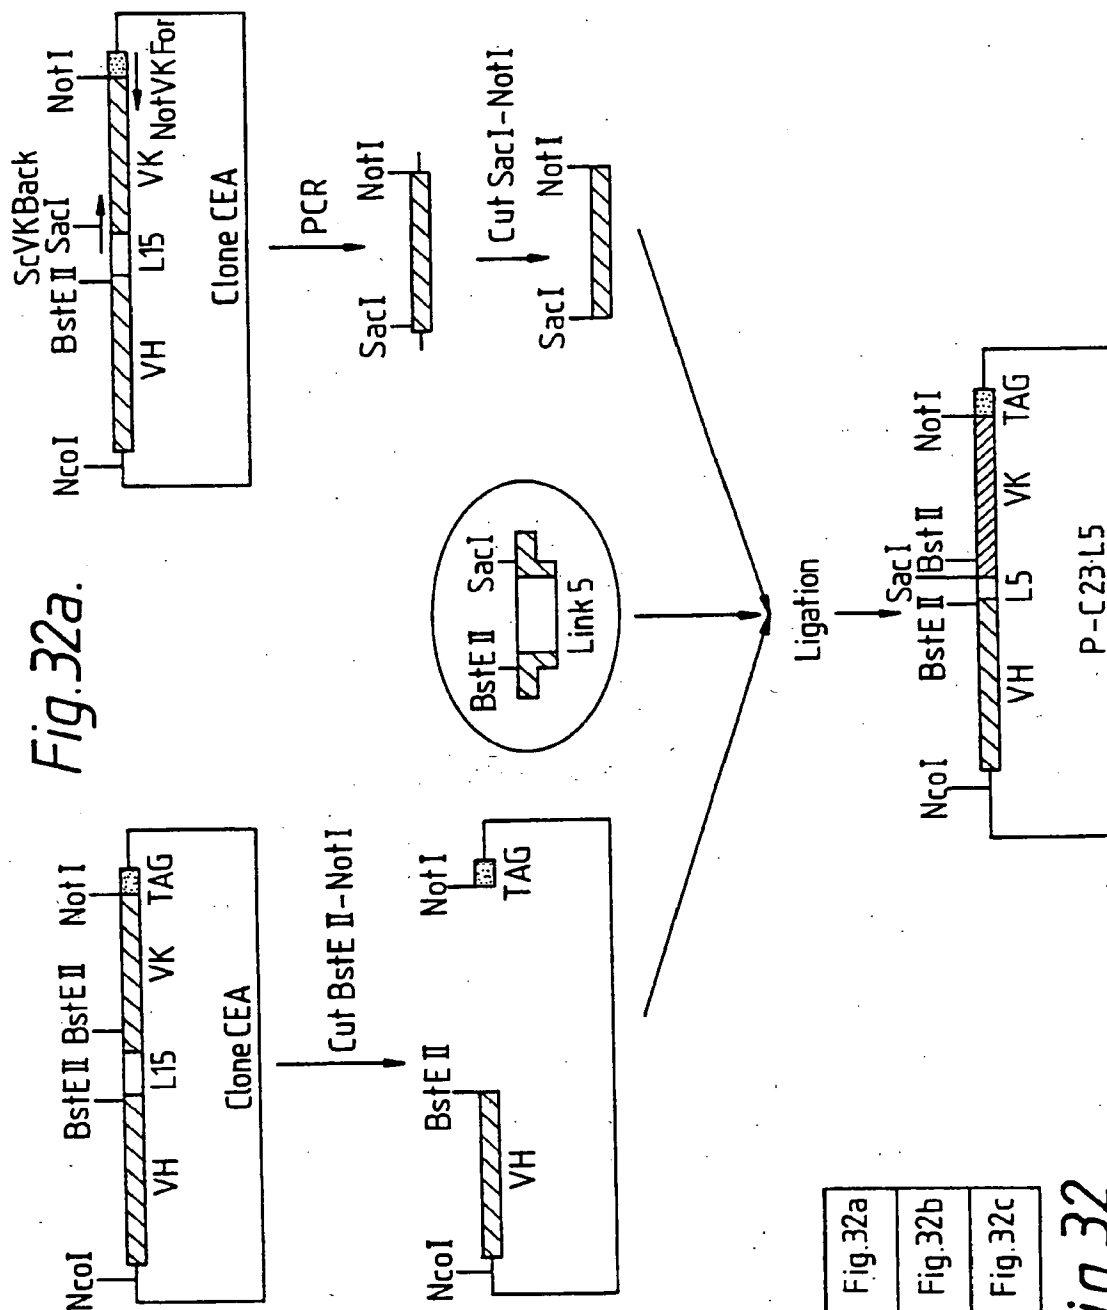 Fig.32a.
NcoI
BstE II
BstE II
NotI
VH
L15
VK
TAG
Clone CEA
Cut BstE II-NotI
NcoI
BstE II
NotI
VH
TAG
ScVKBack
NcoI
BstE II
SacI
NotI
VH
L15
VK
NotVKFor
Clone CEA
PCR
SacI
NotI
Cut SacI-NotI
SacI
NotI
BstE II
SacI
Link 5
Ligation
NcoI
BstE II
SacI
Bst II
NotI
VH
L5
VK
TAG
P-C23·L5
Fig.32a
Fig.32b
Fig.32c